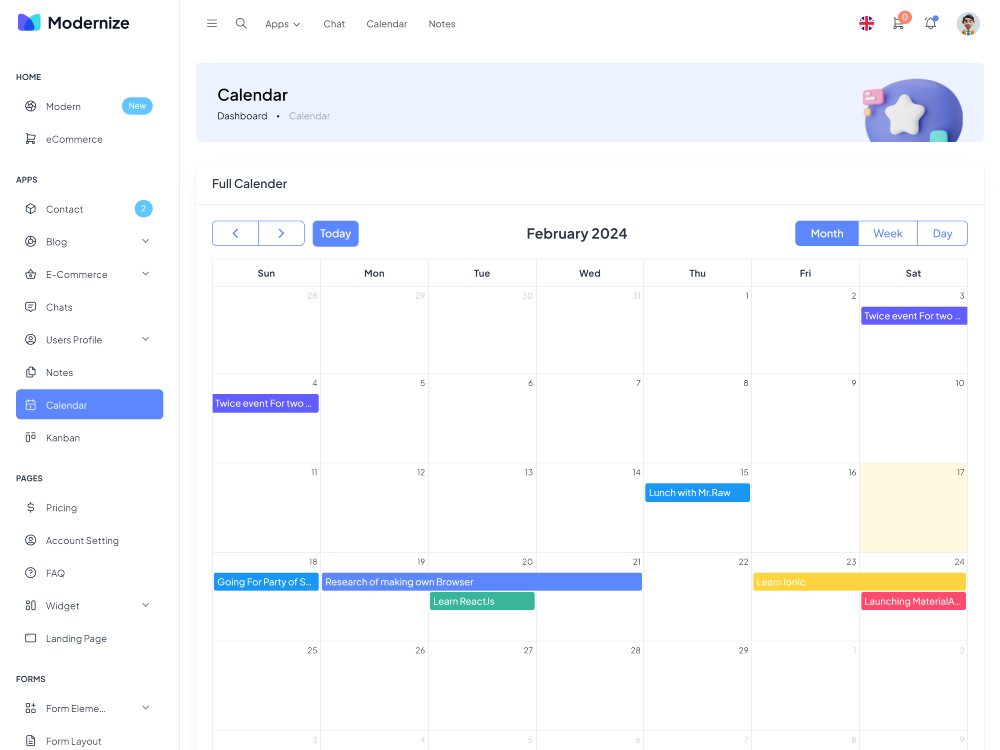 Modernize
Apps Chat Calendar Notes
0
HOME
Modern New
eCommerce
APPS
Contact 2
Blog
E-Commerce
Chats
Users Profile
Notes
Calendar
Kanban
PAGES
Pricing
Account Setting
FAQ
Widget
Landing Page
FORMS
Form Eleme...
Form Layout
Calendar
Dashboard • Calendar
Full Calender
Today
February 2024
Month Week Day
Sun Mon Tue Wed Thu Fri Sat
28 29 30 31 1 2 3
Twice event For two ...
4 5 6 7 8 9 10
Twice event For two ...
11 12 13 14 15 16 17
Lunch with Mr.Raw
18 19 20 21 22 23 24
Going For Party of S... Research of making own Browser Learn Ionic
Learn ReactJs Launching MaterialA...
25 26 27 28 29 1 2
3 4 5 6 7 8 9